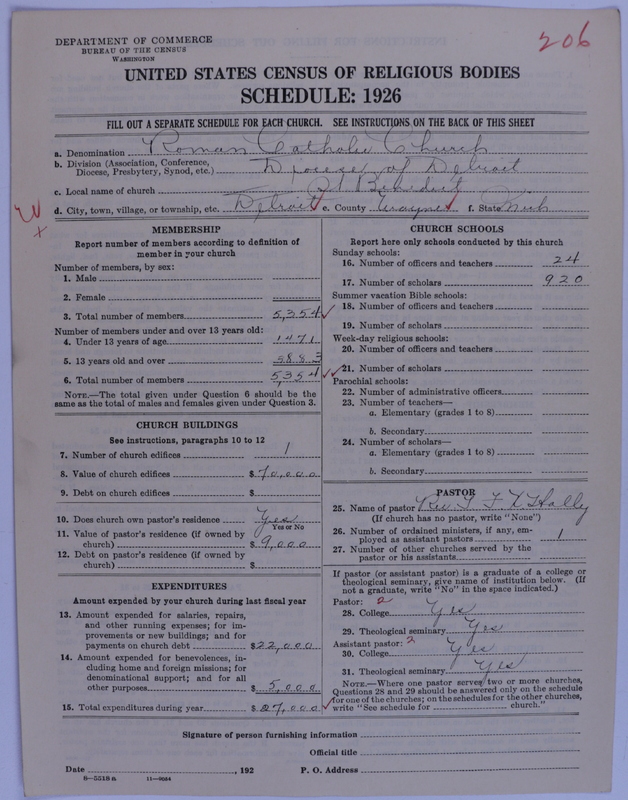 206
DEPARTMENT OF COMMERCE
BUREAU OF THE CENSUS
WASHINGTON
UNITED STATES CENSUS OF RELIGIOUS BODIES
SCHEDULE: 1926
FILL OUT A SEPARATE SCHEDULE FOR EACH CHURCH. SEE INSTRUCTIONS ON THE BACK OF THIS SHEET
a. Denomination Roman Catholic Church
b. Division (Association, Conference, Diocese, Presbytery, Synod, etc.) Diocese of Detroit
c. Local name of church St Benedict
d. City, town, village, or township, etc. Detroit e. County Wayne f. State Mich
MEMBERSHIP
Report number of members according to definition of
member in your church
Number of members, by sex:
1. Male
2. Female
3. Total number of members 5,354
Number of members under and over 13 years old:
4. Under 13 years of age 1471
5. 13 years old and over 3883
6. Total number of members 5,354
NOTE.—The total given under Question 6 should be
the same as the total of males and females given under Question 3.
CHURCH BUILDINGS
See instructions, paragraphs 10 to 12
7. Number of church edifices 1
8. Value of church edifices $70,000
9. Debt on church edifices $
10. Does church own pastor's residence Yes
Yes or No
11. Value of pastor's residence (if owned by
church) $9,000
12. Debt on pastor's residence (if owned by
church) $
EXPENDITURES
Amount expended by your church during last fiscal year
13. Amount expended for salaries, repairs,
and other running expenses; for im-
provements or new buildings; and for
payments on church debt $22,000
14. Amount expended for benevolences, in-
cluding home and foreign missions; for
denominational support; and for all
other purposes $5,000
15. Total expenditures during year $27,000
CHURCH SCHOOLS
Report here only schools conducted by this church
Sunday schools:
16. Number of officers and teachers 24
17. Number of scholars 920
Summer vacation Bible schools:
18. Number of officers and teachers
19. Number of scholars
Week-day religious schools:
20. Number of officers and teachers
21. Number of scholars
Parochial schools:
22. Number of administrative officers
23. Number of teachers—
a. Elementary (grades 1 to 8)
b. Secondary
24. Number of scholars—
a. Elementary (grades 1 to 8)
b. Secondary
PASTOR
25. Name of pastor Rev
(If church has no pastor, write "None")
26. Number of ordained ministers, if any, em-
ployed as assistant pastors 1
27. Number of other churches served by the
pastor or his assistants
If pastor (or assistant pastor) is a graduate of a college or
theological seminary, give name of institution below. (If
not a graduate, write "No" in the space indicated.)
Pastor: 2
28. College Yes
29. Theological seminary Yes
Assistant pastor: 2
30. College Yes
31. Theological seminary Yes
NOTE.—Where one pastor serves two or more churches,
Questions 28 and 29 should be answered only on the schedule
for one of the churches; on the schedules for the other churches,
write "See schedule for church."
Signature of person furnishing information
Official title
Date , 192 P. O. Address
8—5518a 11—9084